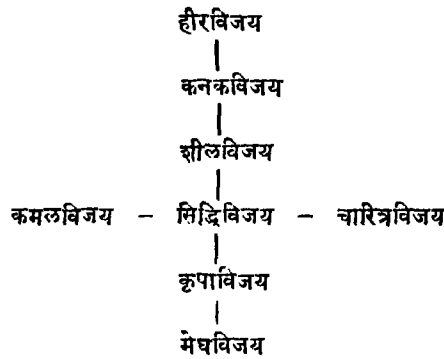 हीरविजय
कनकविजय
शीलविजय
कमलविजय - सिद्धिविजय - चारित्रविजय
कृपाविजय
मेघविजय